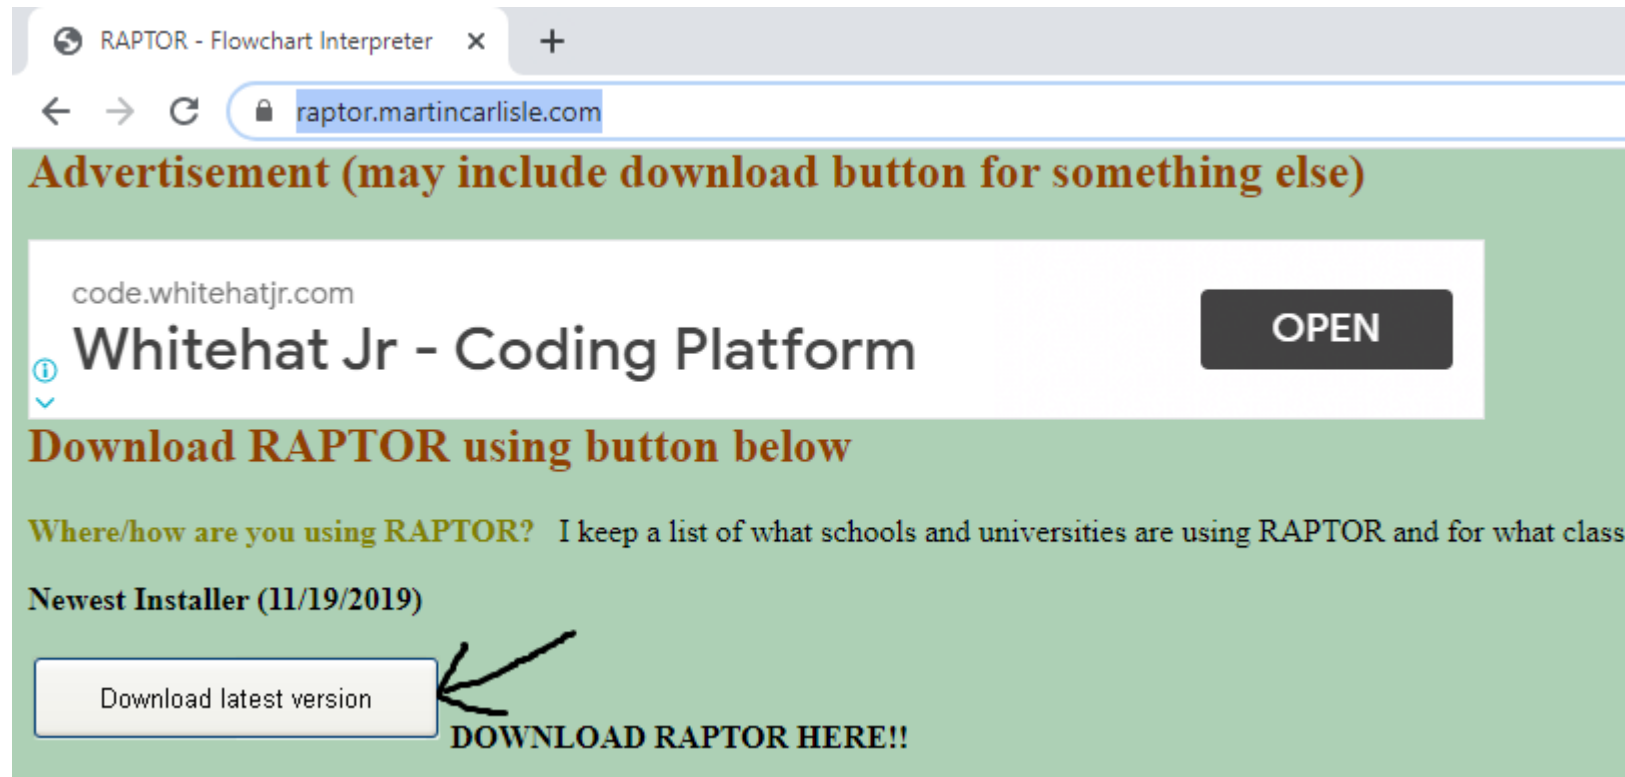 RAPTOR - Flowchart Interpreter
raptor.martincarlisle.com
Advertisement (may include download button for something else)
code.whitehatjr.com
Whitehat Jr - Coding Platform
OPEN
Download RAPTOR using button below
Where/how are you using RAPTOR? I keep a list of what schools and universities are using RAPTOR and for what class
Newest Installer (11/19/2019)
Download latest version
DOWNLOAD RAPTOR HERE!!